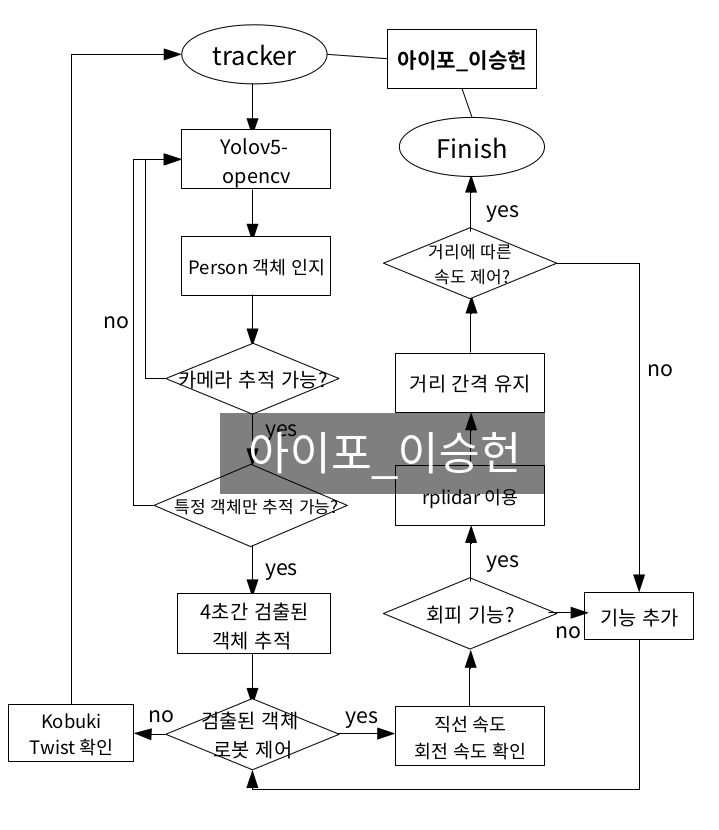 tracker
아이포_이승헌
Yolov5-
opencv
Finish
yes
Person 객체 인지
거리에 따른
속도 제어?
no
no
카메라 추적 가능?
거리 간격 유지
yes
아이포_이승헌
특정 객체만 추적 가능?
rplidar 이용
yes
yes
4초간 검출된
객체 추적
회피 기능?
no
기능 추가
Kobuki
Twist 확인
no
검출된 객체
로봇 제어
yes
직선 속도
회전 속도 확인